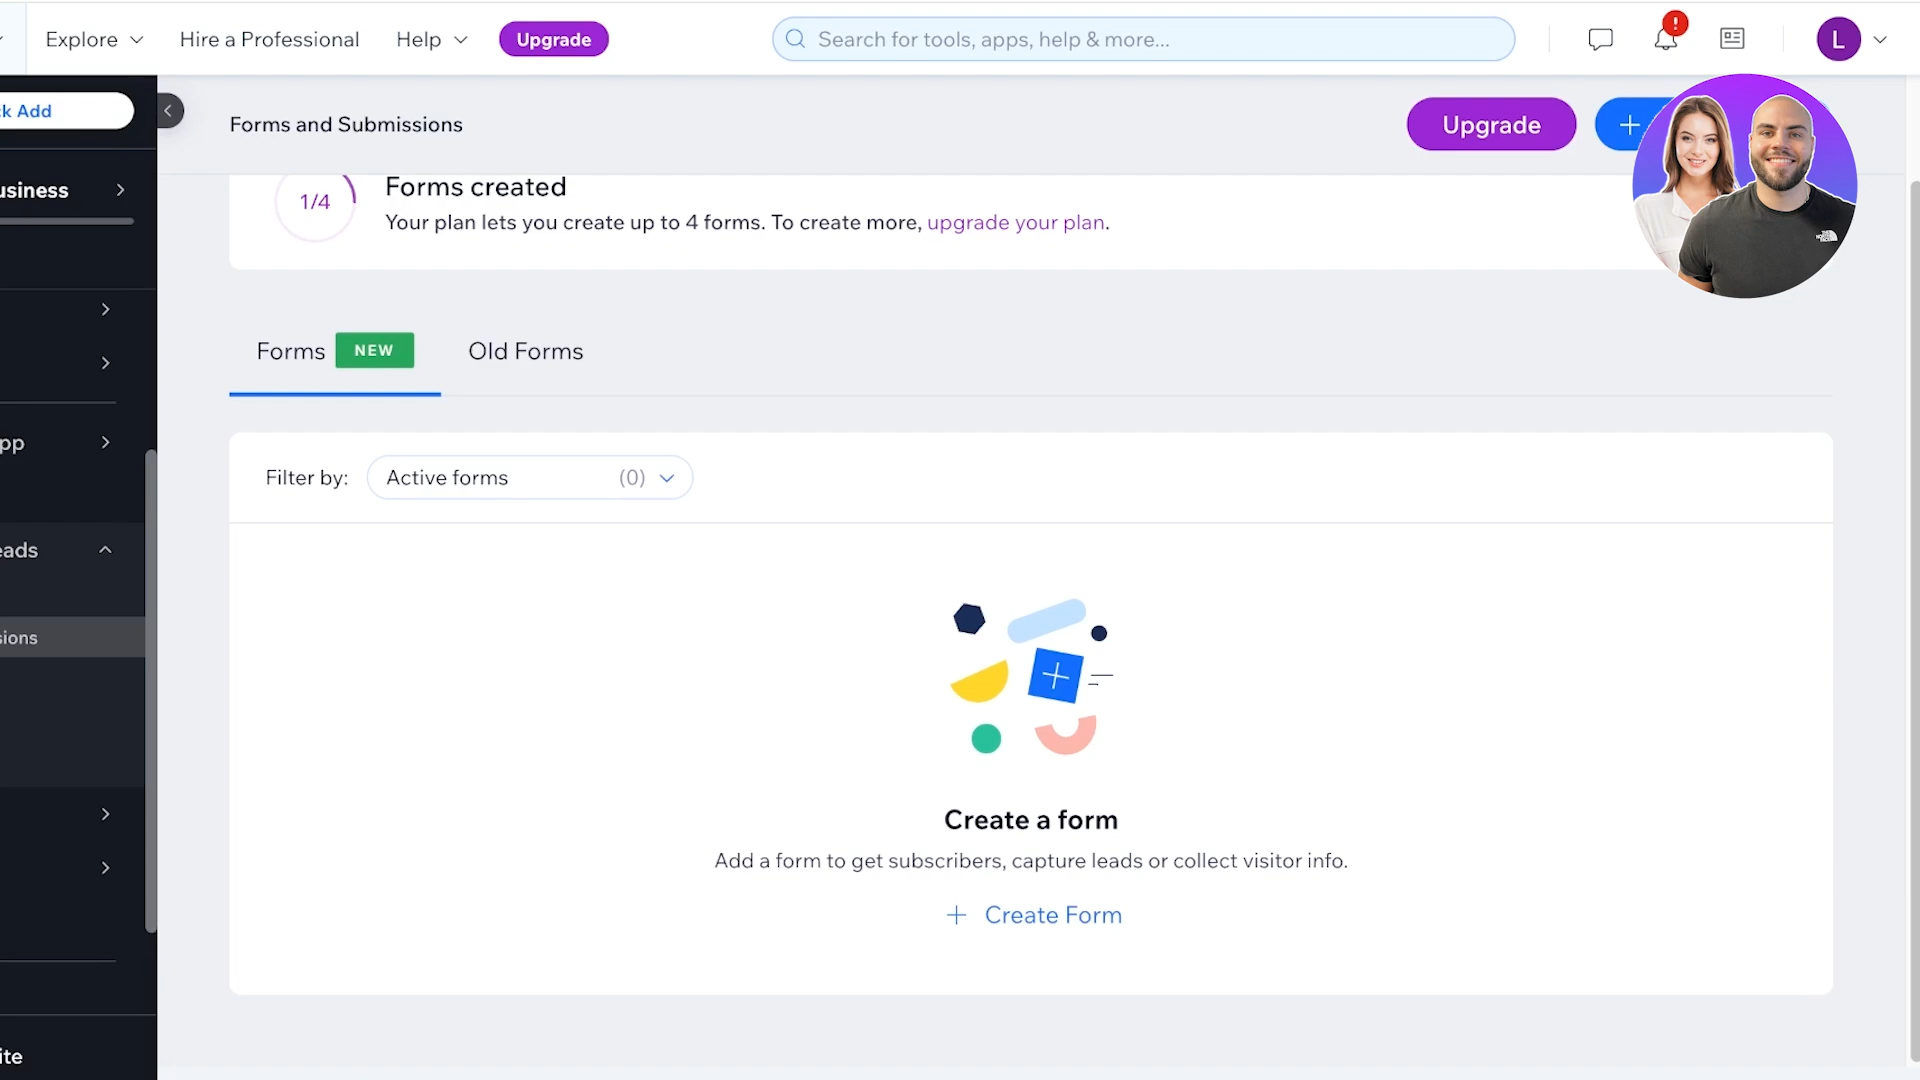 Explore
Hire a Professional
Help
Upgrade
Search for tools, apps, help & more...
!
L
k Add
Forms and Submissions
Upgrade
+
usiness
1/4
Forms created
Your plan lets you create up to 4 forms. To create more, upgrade your plan.
THE NORTH FACE
Forms NEW
Old Forms
pp
Filter by:
Active forms (0)
eads
sions
Create a form
Add a form to get subscribers, capture leads or collect visitor info.
+ Create Form
ite